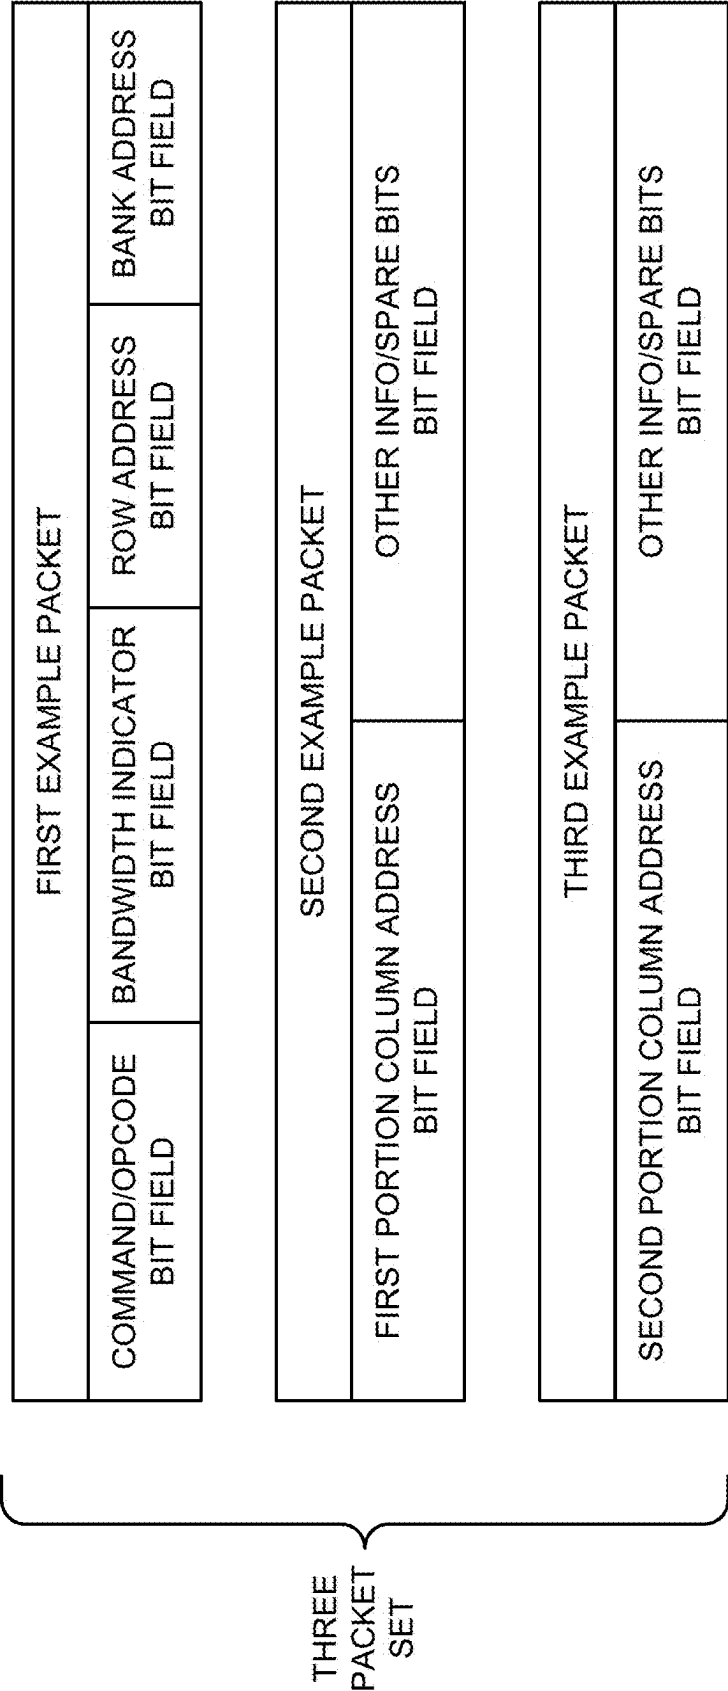 THREE
PACKET
SET
FIRST EXAMPLE PACKET
COMMAND/OPCODE
BIT FIELD
BANDWIDTH INDICATOR
BIT FIELD
ROW ADDRESS
BIT FIELD
BANK ADDRESS
BIT FIELD
SECOND EXAMPLE PACKET
FIRST PORTION COLUMN ADDRESS
BIT FIELD
OTHER INFO/SPARE BITS
BIT FIELD
THIRD EXAMPLE PACKET
SECOND PORTION COLUMN ADDRESS
BIT FIELD
OTHER INFO/SPARE BITS
BIT FIELD